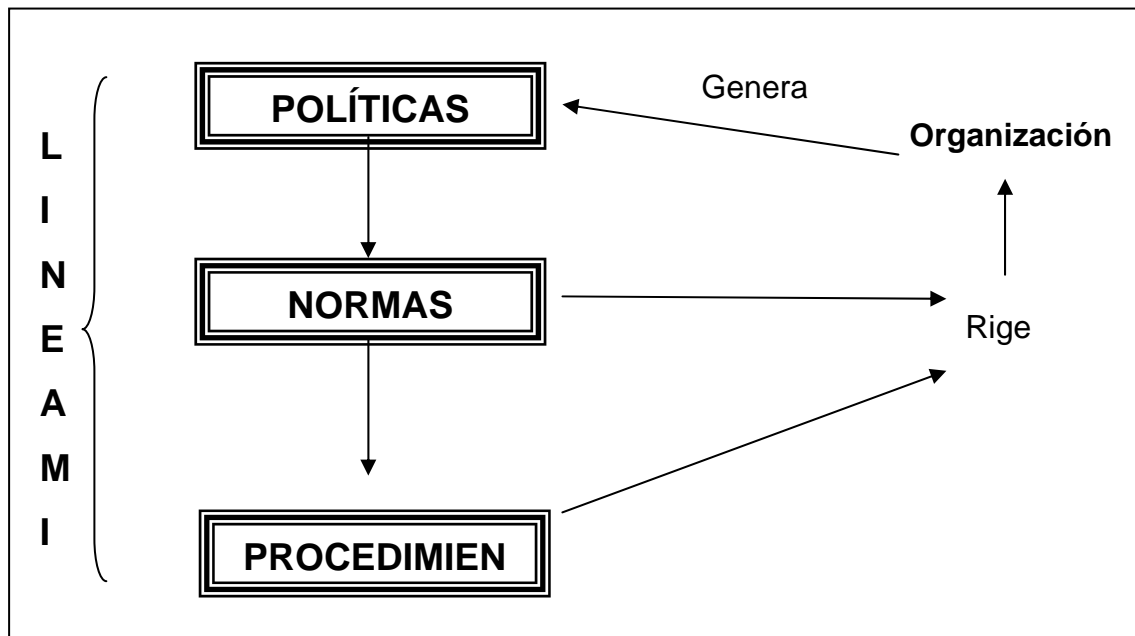 L
I
N
E
A
M
I
POLÍTICAS
Genera
Organización
NORMAS
Rige
PROCEDIMIEN